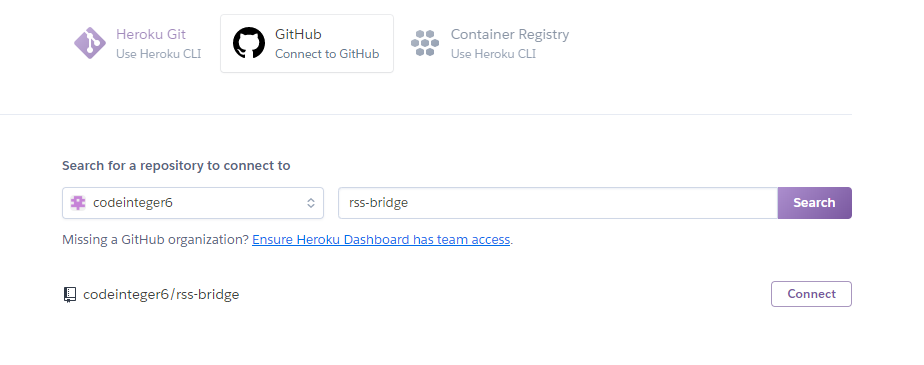 Heroku Git
Use Heroku CLI
GitHub
Connect to GitHub
Container Registry
Use Heroku CLI
Search for a repository to connect to
codeinteger6
rss-bridge
Search
Missing a GitHub organization? Ensure Heroku Dashboard has team access.
codeinteger6/rss-bridge
Connect